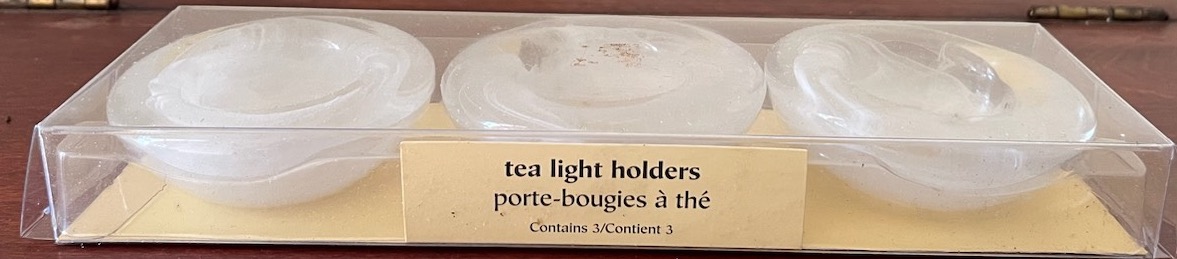 tea light holders
porte-bougies à thé
Contains 3/Contient 3